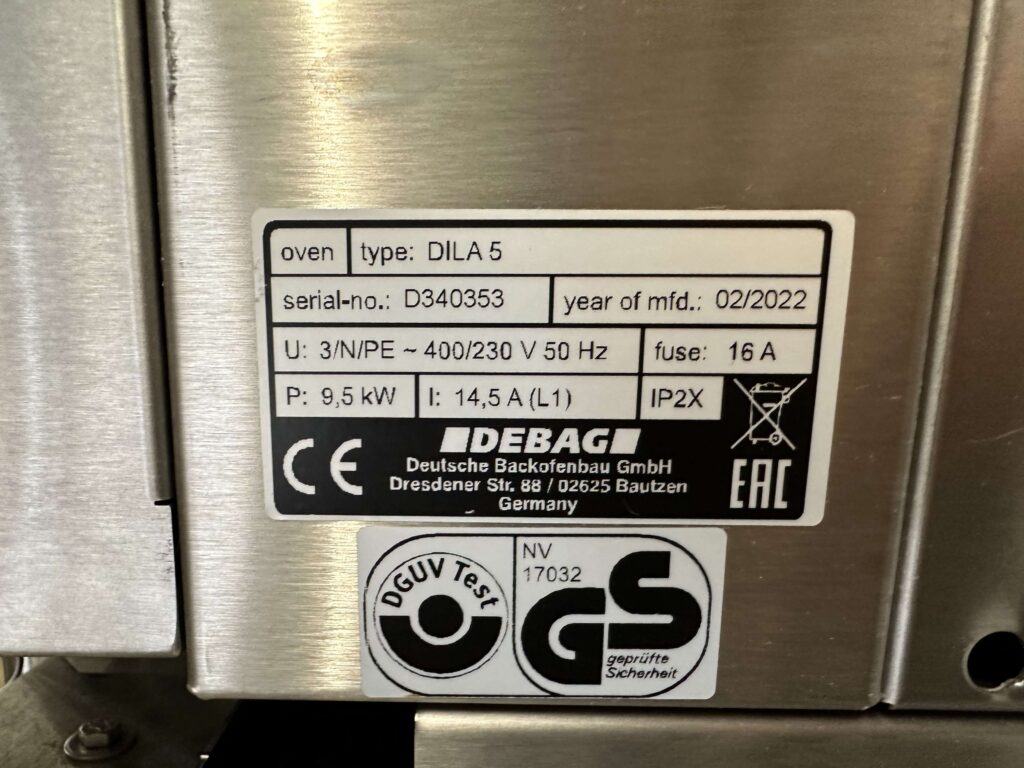 oven type: DILA 5
serial-no.: D340353 year of mfd.: 02/2022
U: 3/N/PE ~ 400/230 V 50 Hz fuse: 16 A
P: 9,5 kW I: 14,5 A (L1) IP2X
CE
DEBAG
Deutsche Backofenbau GmbH
Dresdener Str. 88 / 02625 Bautzen
Germany
EAC
DGUV Test
NV
17032
GS
geprüfte
Sicherheit